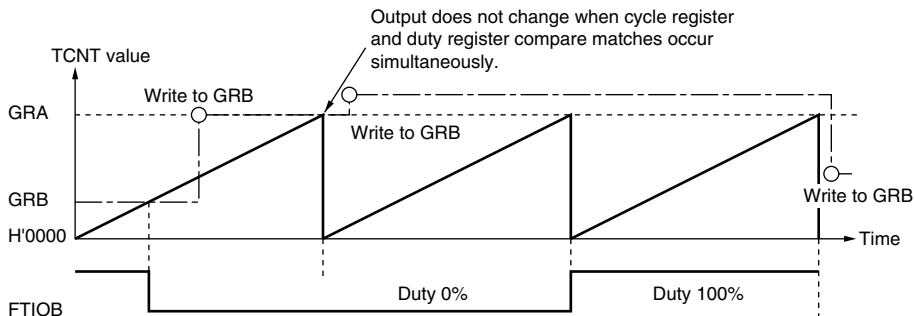 Output does not change when cycle register
and duty register compare matches occur
simultaneously.
TCNT value
Write to GRB
GRA
Write to GRB
GRB
Write to GRB
H'0000
Time
Duty 0%
Duty 100%
FTIOB